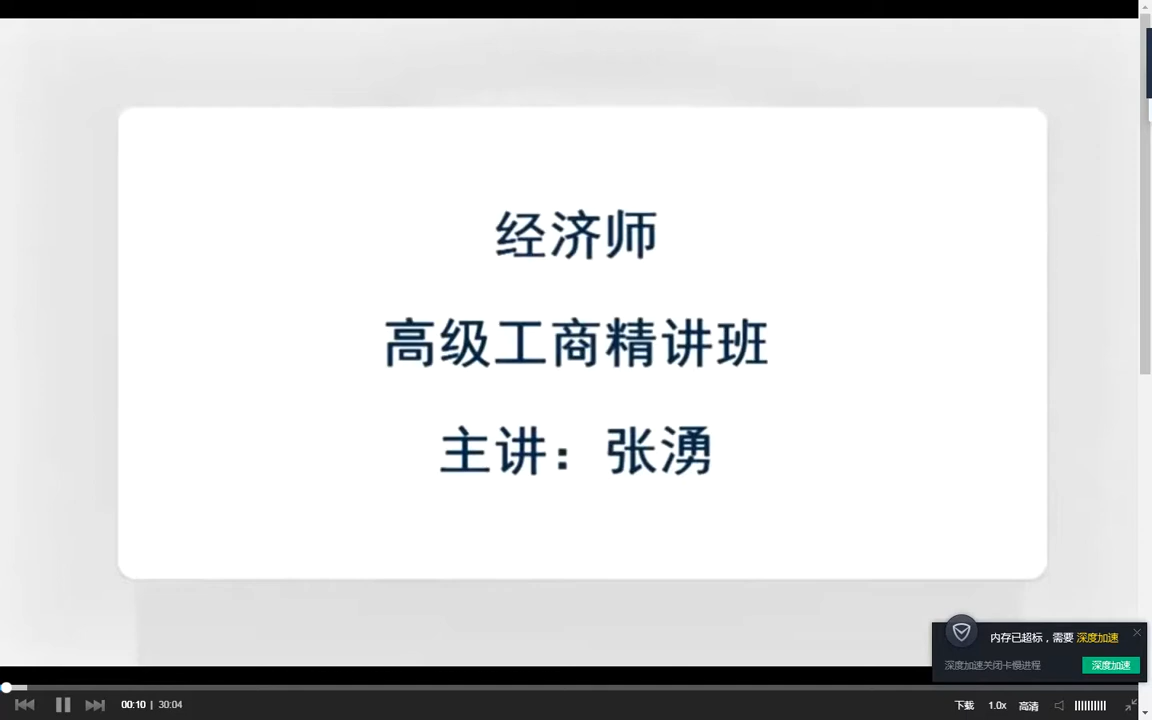 经济师
高级工商精讲班
主讲：张湧
内存已超标，需要 深度加速
深度加速关闭卡慢进程
深度加速
00:10 | 30:04
下载 1.0x 高清